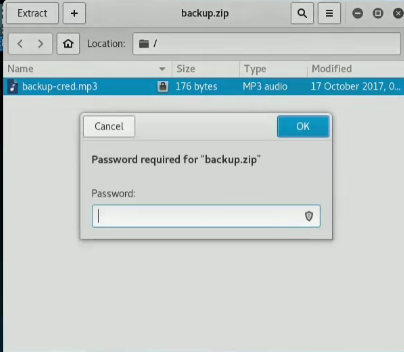 Extract + backup.zip
Location: /
Name Size Type Modified
backup-cred.mp3 176 bytes MP3 audio 17 October 2017, 0...
Cancel OK
Password required for "backup.zip"
Password: